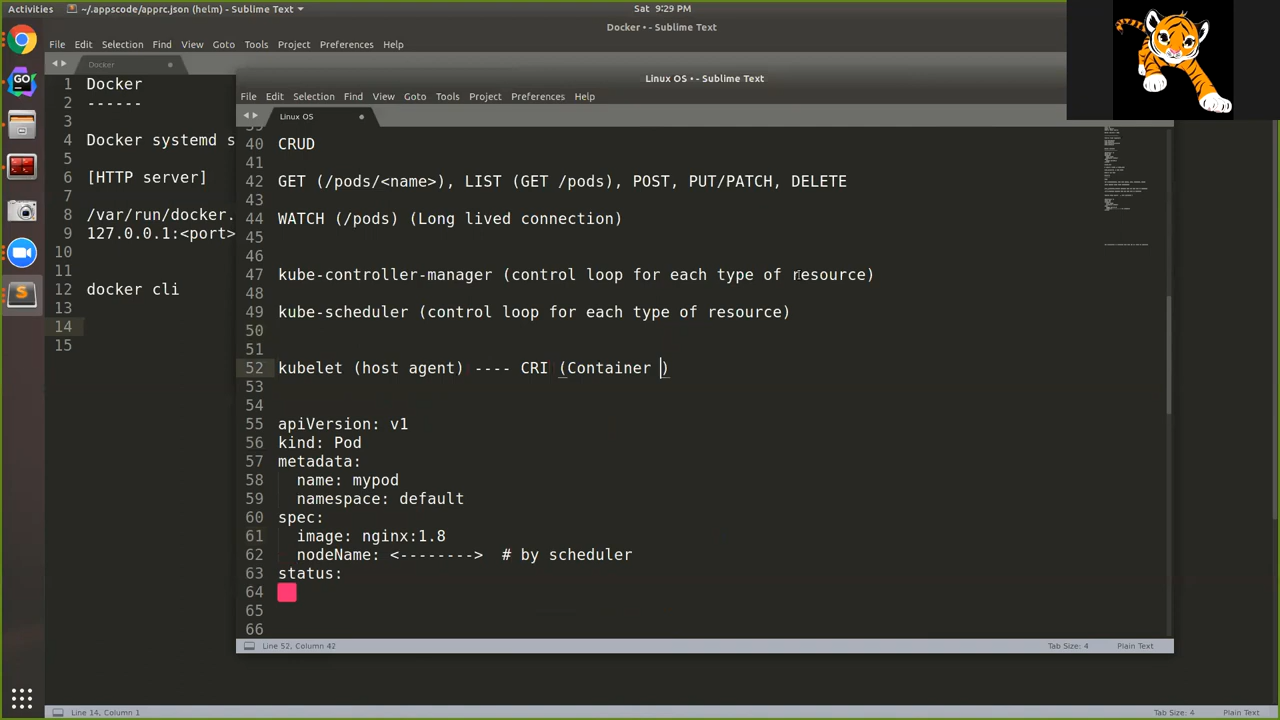 Activities
~/.appscode/apprc.json (helm) - Sublime Text
Sat 9:29 PM
Docker • - Sublime Text
File Edit Selection Find View Goto Tools Project Preferences Help
Docker
1 Docker
2 ------
3
4 Docker systemd s
5
6 [HTTP server]
7
8 /var/run/docker.
9 127.0.0.1:<port>
10
11
12 docker cli
13
14
15
Line 14, Column 1
Tab Size: 4
Plain Text
Linux OS • - Sublime Text
File Edit Selection Find View Goto Tools Project Preferences Help
Linux OS
39
40 CRUD
41
42 GET (/pods/<name>), LIST (GET /pods), POST, PUT/PATCH, DELETE
43
44 WATCH (/pods) (Long lived connection)
45
46
47 kube-controller-manager (control loop for each type of resource)
48
49 kube-scheduler (control loop for each type of resource)
50
51
52 kubelet (host agent) ---- CRI (Container )
53
54
55 apiVersion: v1
56 kind: Pod
57 metadata:
58 name: mypod
59 namespace: default
60 spec:
61 image: nginx:1.8
62 nodeName: <-------->  # by scheduler
63 status:
64
65
66
Line 52, Column 42
Tab Size: 4
Plain Text